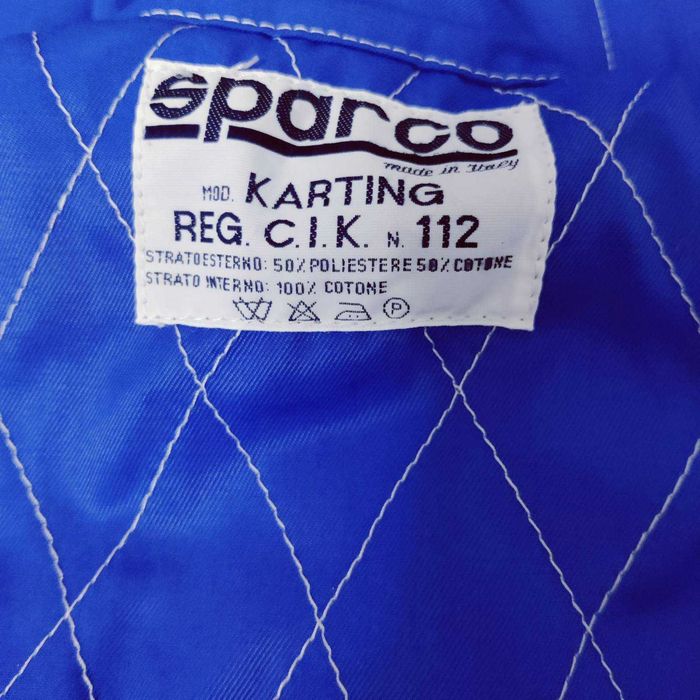 sparco
made in Italy
MOD. KARTING
REG. C.I.K. N. 112
STRATO ESTERNO: 50% POLIESTERE 50% COTONE
STRATO INTERNO: 100% COTONE
P